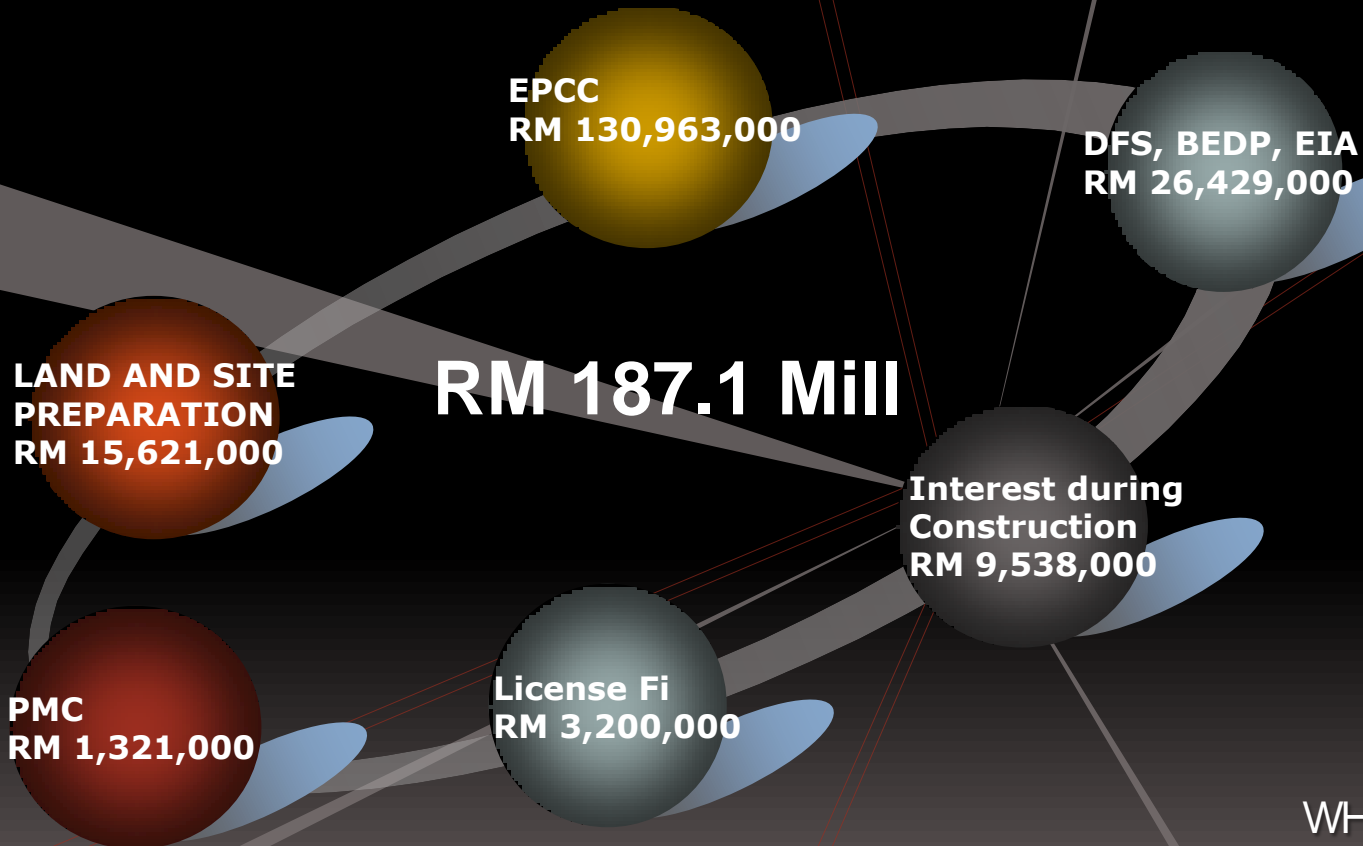 EPCC
RM 130,963,000
DFS, BEDP, EIA
RM 26,429,000
LAND AND SITE
PREPARATION
RM 15,621,000
RM 187.1 Mill
Interest during
Construction
RM 9,538,000
License Fi
RM 3,200,000
PMC
RM 1,321,000